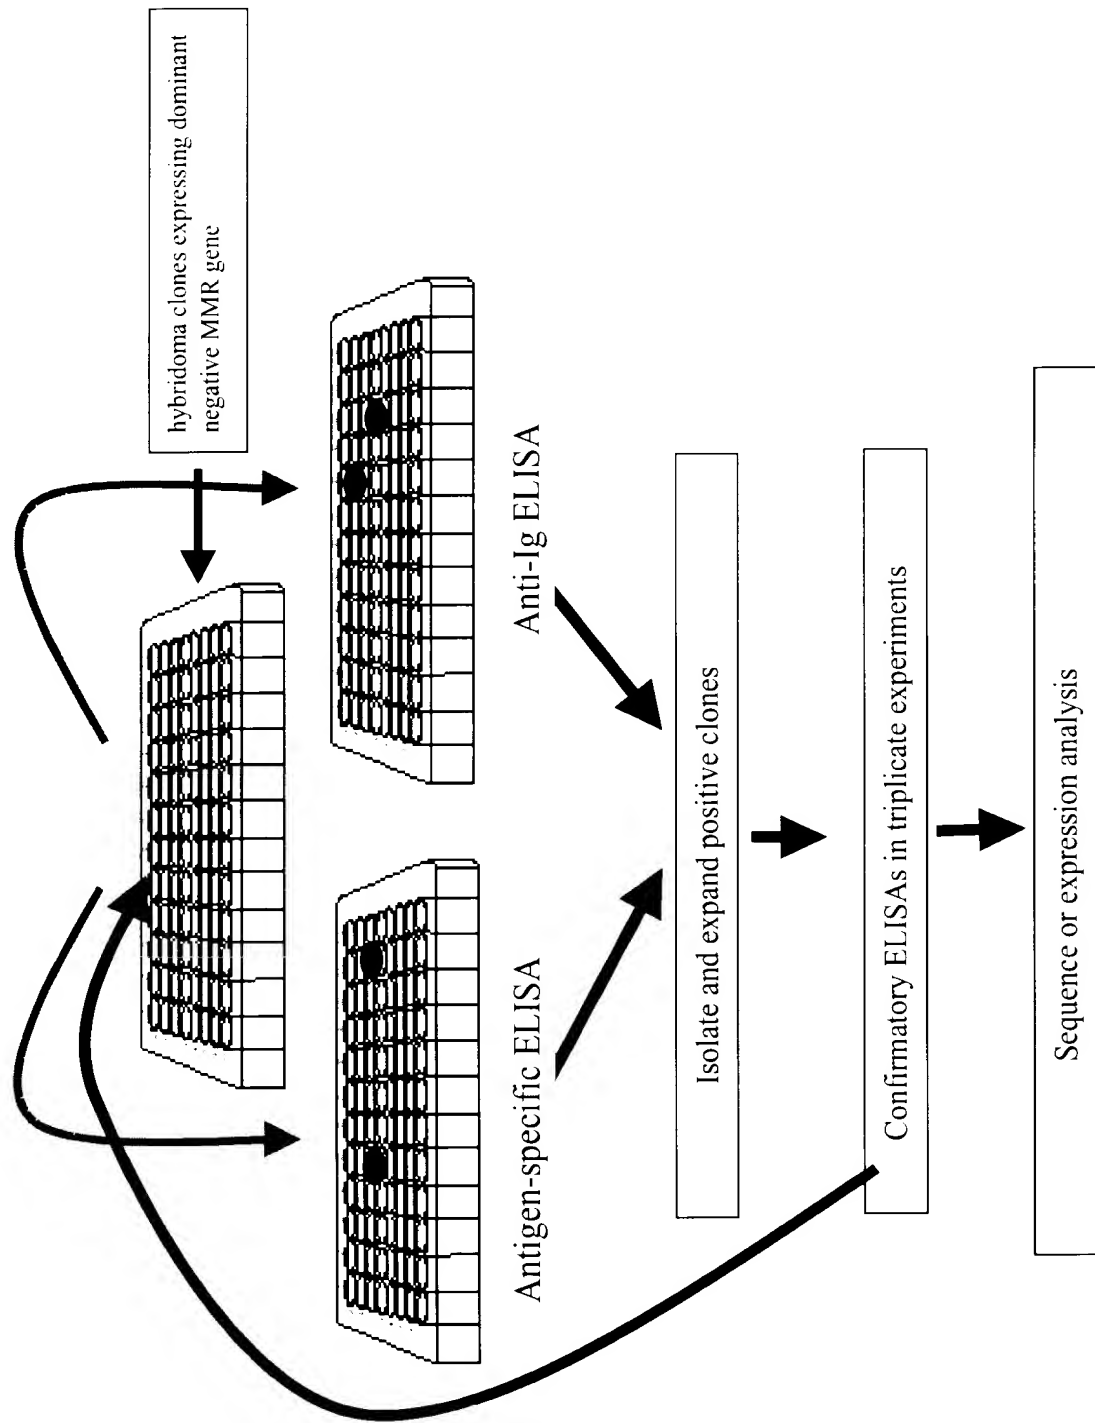 hybridoma clones expressing dominant
negative MMR gene
Antigen-specific ELISA
Anti-Ig ELISA
Isolate and expand positive clones
Confirmatory ELISAs in triplicate experiments
Sequence or expression analysis